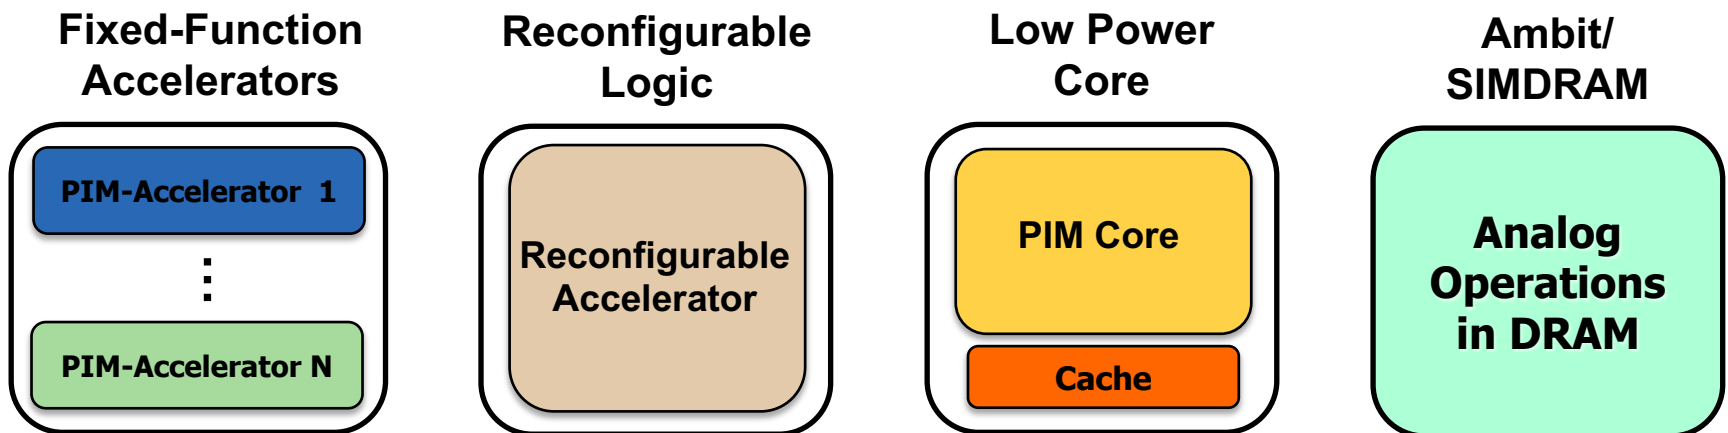 Fixed-Function
Accelerators
PIM-Accelerator 1
⋮
PIM-Accelerator N
Reconfigurable
Logic
Reconfigurable
Accelerator
Low Power
Core
PIM Core
Cache
Ambit/
SIMDRAM
Analog
Operations
in DRAM